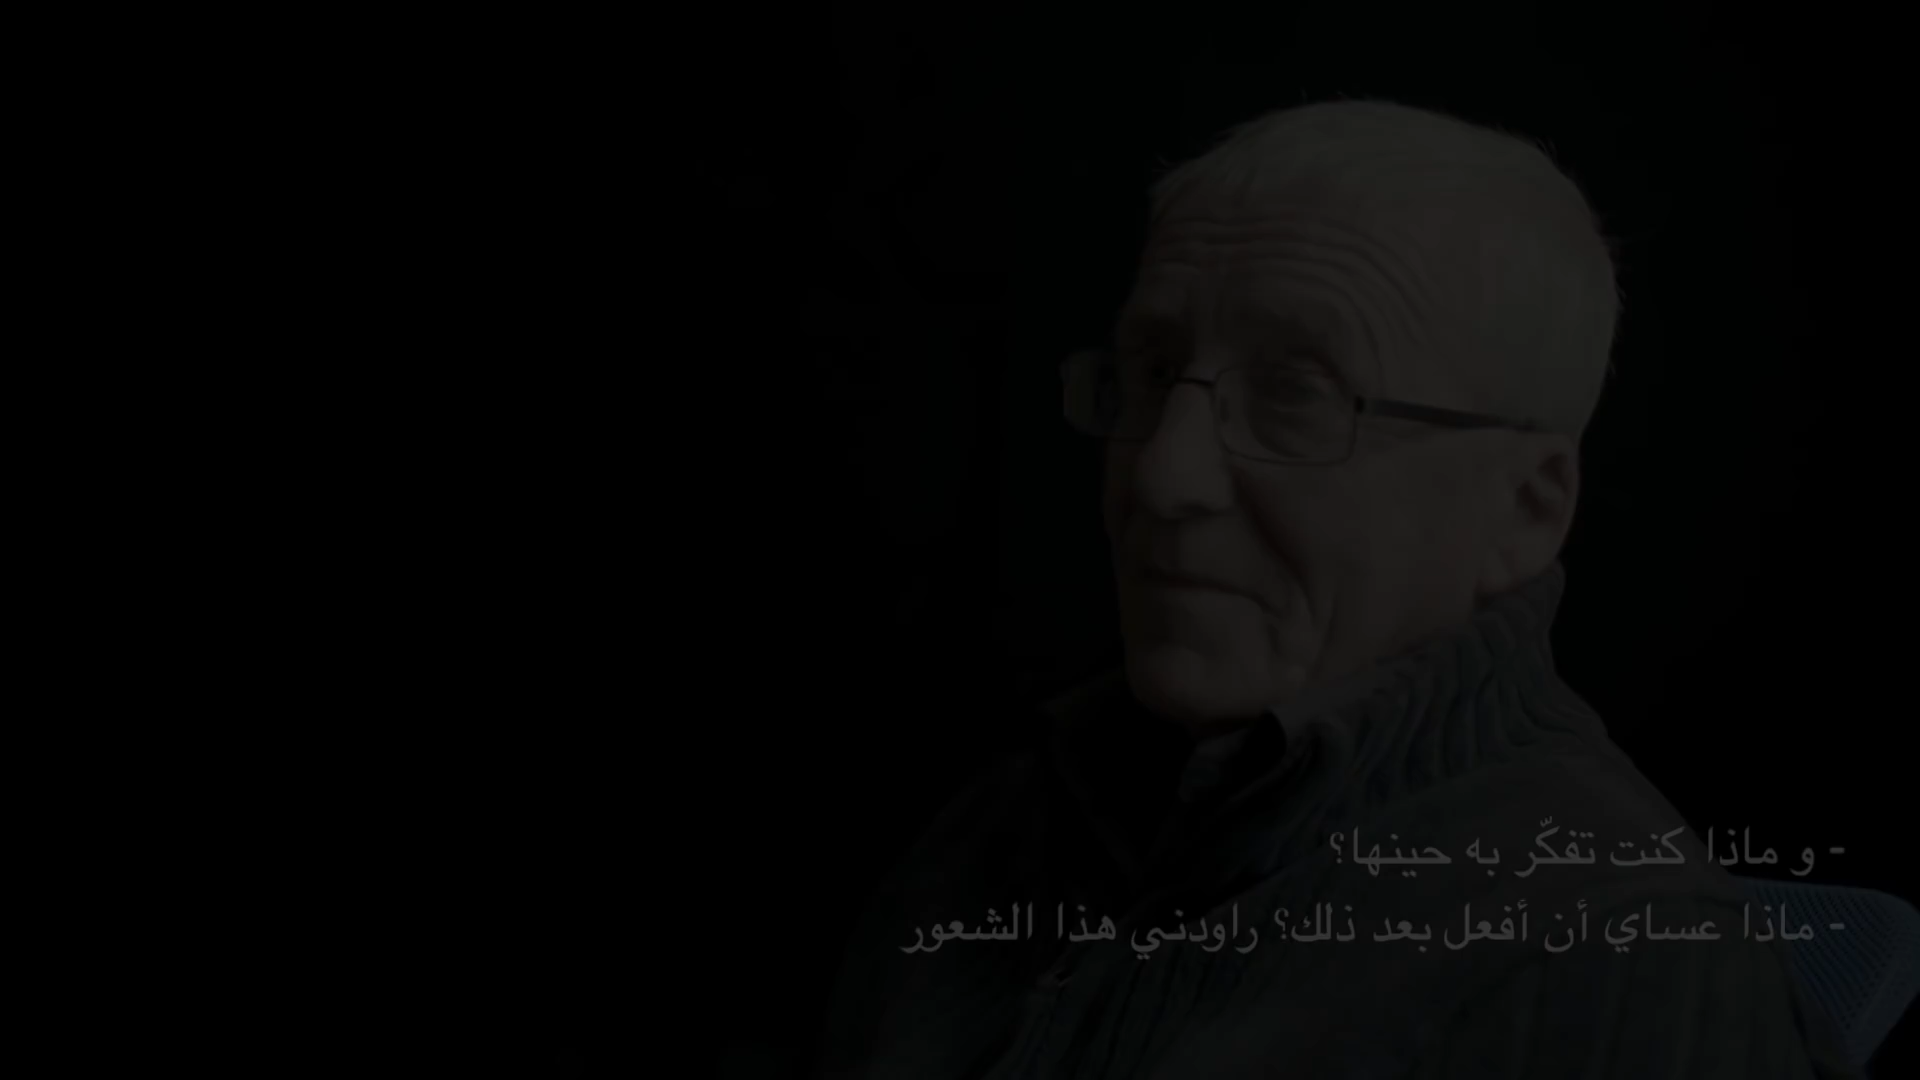 - و ماذا كنت تفكّر به حينها؟
- ماذا عساي أن أفعل بعد ذلك؟ راودني هذا الشعور